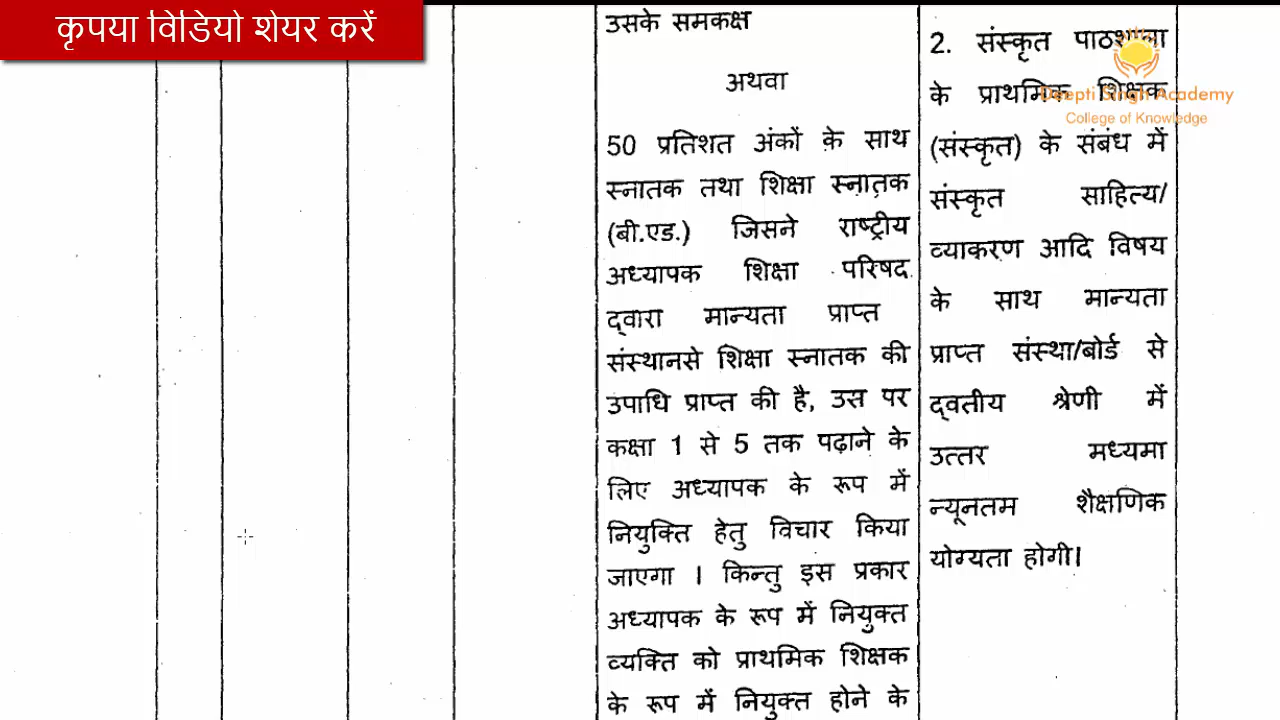 कृपया विडियो शेयर करें
उसके समकक्ष
अथवा
50 प्रतिशत अंकों के साथ
स्नातक तथा शिक्षा स्नातक
(बी.एड.) जिसने राष्ट्रीय
अध्यापक शिक्षा परिषद
द्वारा मान्यता प्राप्त
संस्थानसे शिक्षा स्नातक की
उपाधि प्राप्त की है, उस पर
कक्षा 1 से 5 तक पढ़ाने के
लिए अध्यापक के रूप में
नियुक्ति हेतु विचार किया
जाएगा । किन्तु इस प्रकार
अध्यापक के रूप में नियुक्त
व्यक्ति को प्राथमिक शिक्षक
के रूप में नियुक्त होने के
2. संस्कृत पाठशाला
के प्राथमिक शिक्षक
(संस्कृत) के संबंध में
संस्कृत साहित्य/
व्याकरण आदि विषय
के साथ मान्यता
प्राप्त संस्था/बोर्ड से
द्वतीय श्रेणी में
उत्तर मध्यमा
न्यूनतम शैक्षणिक
योग्यता होगी।
Deepti Singh Academy
College of Knowledge